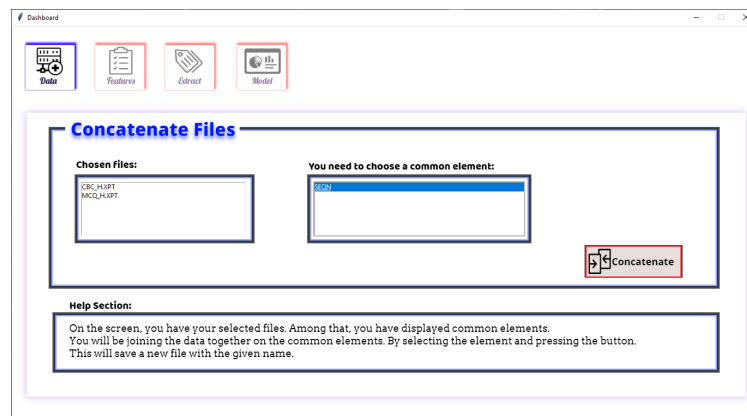 Dashboard
Data
Features
Extract
Model
Concatenate Files
Chosen files:
You need to choose a common element:
CBC_H.XPT
MCQ_H.XPT
SEQN
Concatenate
Help Section:
On the screen, you have your selected files. Among that, you have displayed common elements.
You will be joining the data together on the common elements. By selecting the element and pressing the button.
This will save a new file with the given name.